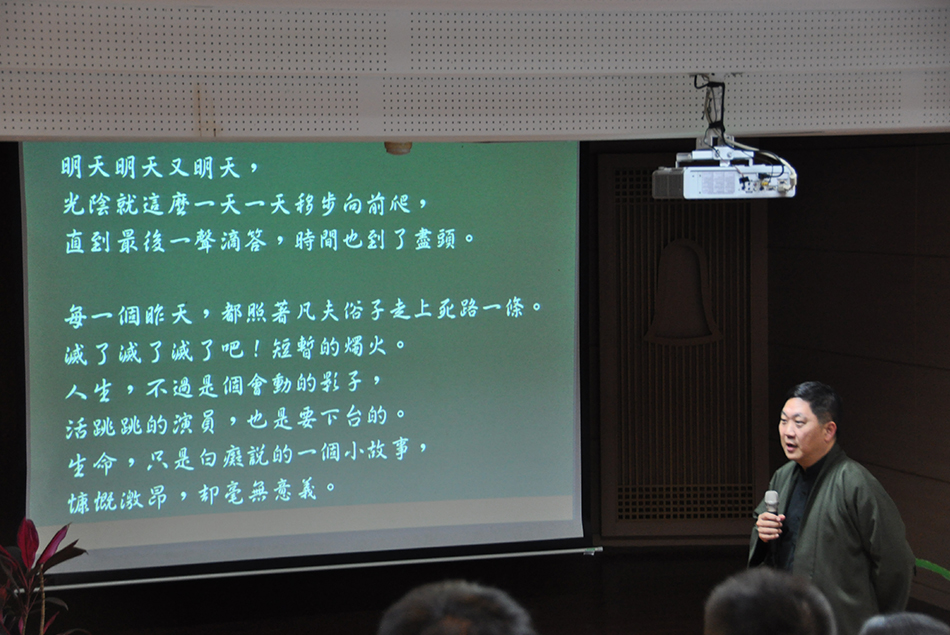 明天明天又明天，
光陰就這麼一天一天移步向前爬，
直到最後一聲滴答，時間也到了盡頭。
每一個昨天，都照著凡夫俗子走上死路一條。
滅了滅了滅了吧！短暫的燭火。
人生，不過是個會動的影子，
活跳跳的演員，也是要下台的。
生命，只是白癡說的一個小故事，
慷慨激昂，卻毫無意義。